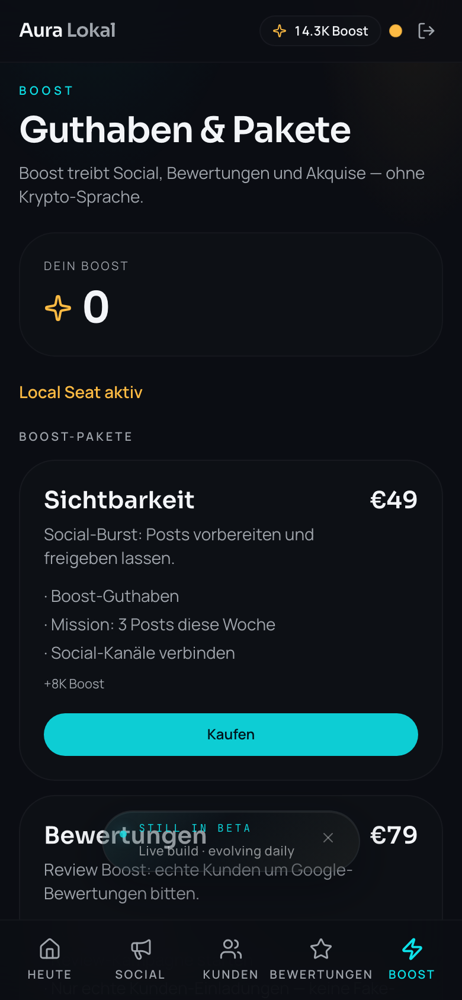 Aura Lokal
14.3K Boost
BOOST
Guthaben & Pakete
Boost treibt Social, Bewertungen und Akquise — ohne
Krypto-Sprache.
DEIN BOOST
0
Local Seat aktiv
BOOST-PAKETE
Sichtbarkeit €49
Social-Burst: Posts vorbereiten und
freigeben lassen.
· Boost-Guthaben
· Mission: 3 Posts diese Woche
· Social-Kanäle verbinden
+8K Boost
Kaufen
Bewertungen €79
STILL IN BETA
Live build · evolving daily
Review Boost: echte Kunden um Google-
Bewertungen bitten.
HEUTE SOCIAL KUNDEN BEWERTUNGEN BOOST
· Nur echte Kunden-Einladungen — keine Fake-